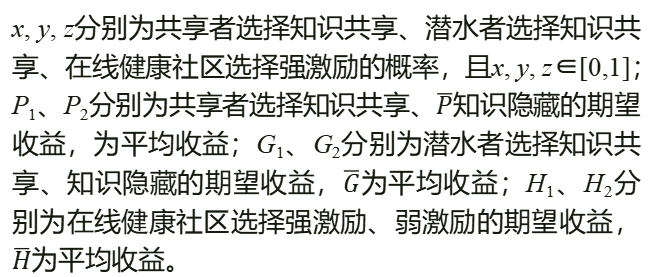 x, y, z分别为共享者选择知识共享、潜水者选择知识共
享、在线健康社区选择强激励的概率，且x, y, z∈[0,1]；
P₁、P₂分别为共享者选择知识共享、P̅知识隐藏的期望
收益，为平均收益；G₁、G₂分别为潜水者选择知识共
享、知识隐藏的期望收益，G̅为平均收益；H₁、H₂分
别为在线健康社区选择强激励、弱激励的期望收益，
H̅为平均收益。